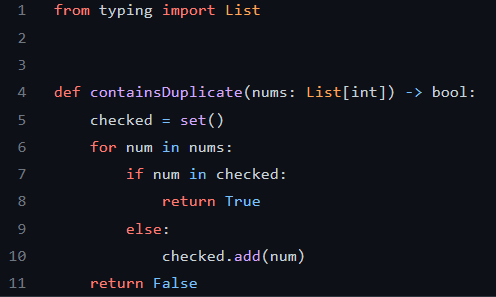 1 from typing import List
2
3
4 def containsDuplicate(nums: List[int]) -> bool:
5     checked = set()
6     for num in nums:
7         if num in checked:
8             return True
9         else:
10             checked.add(num)
11     return False